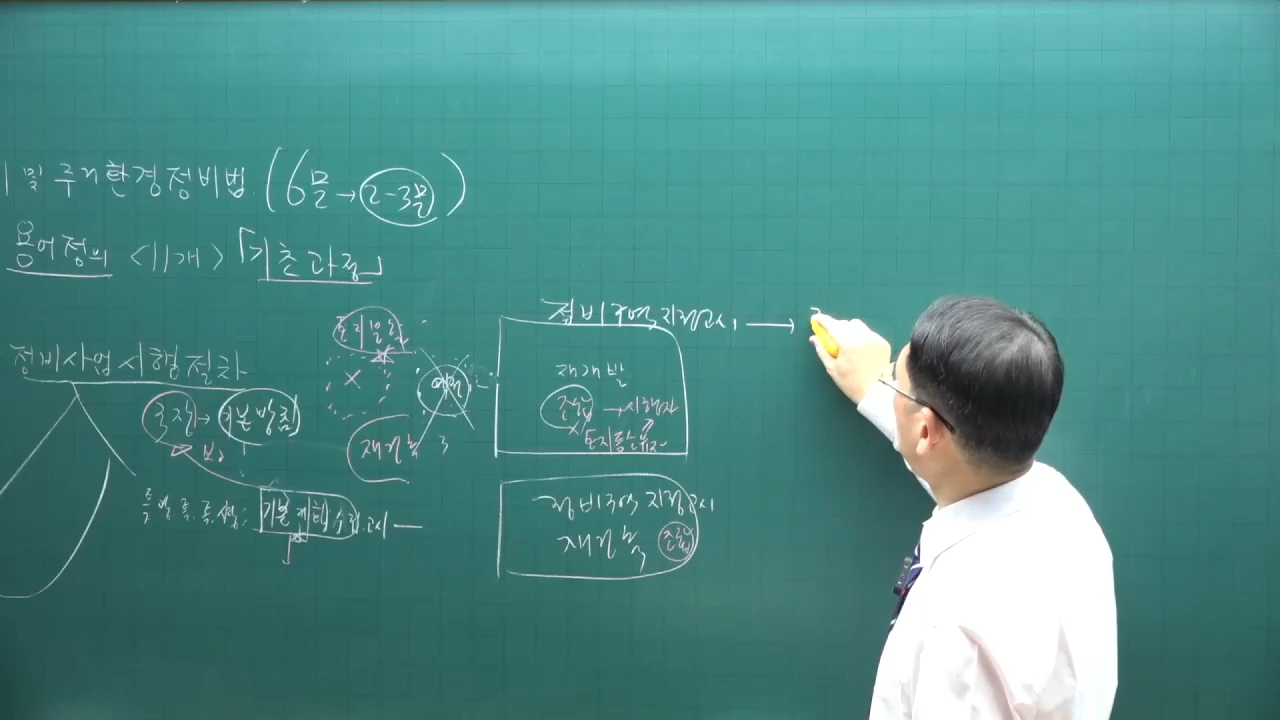 및 주거환경정비법 (6문→2-3문)
용어정의 <11개> 「기초과정」
정비사업시행절차
국장→기본방침
기본계획수립.고시—
재건축
정비구역지정고시→
재개발
조합→시행자
토지등소유자
정비구역 지정고시
재건축 조합